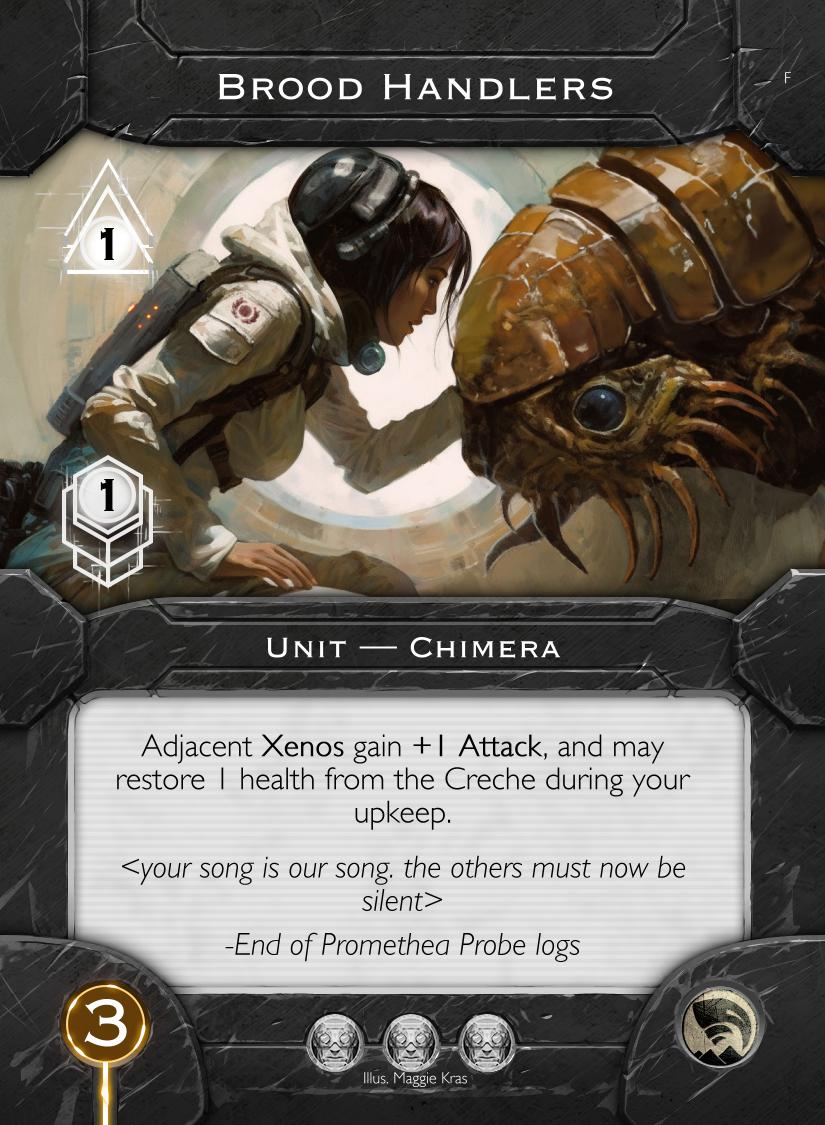 Brood Handlers
F
1
1
Unit — Chimera
Adjacent Xenos gain +1 Attack, and may
restore 1 health from the Creche during your
upkeep.
<your song is our song. the others must now be
silent>
-End of Promethea Probe logs
3
Illus. Maggie Kras